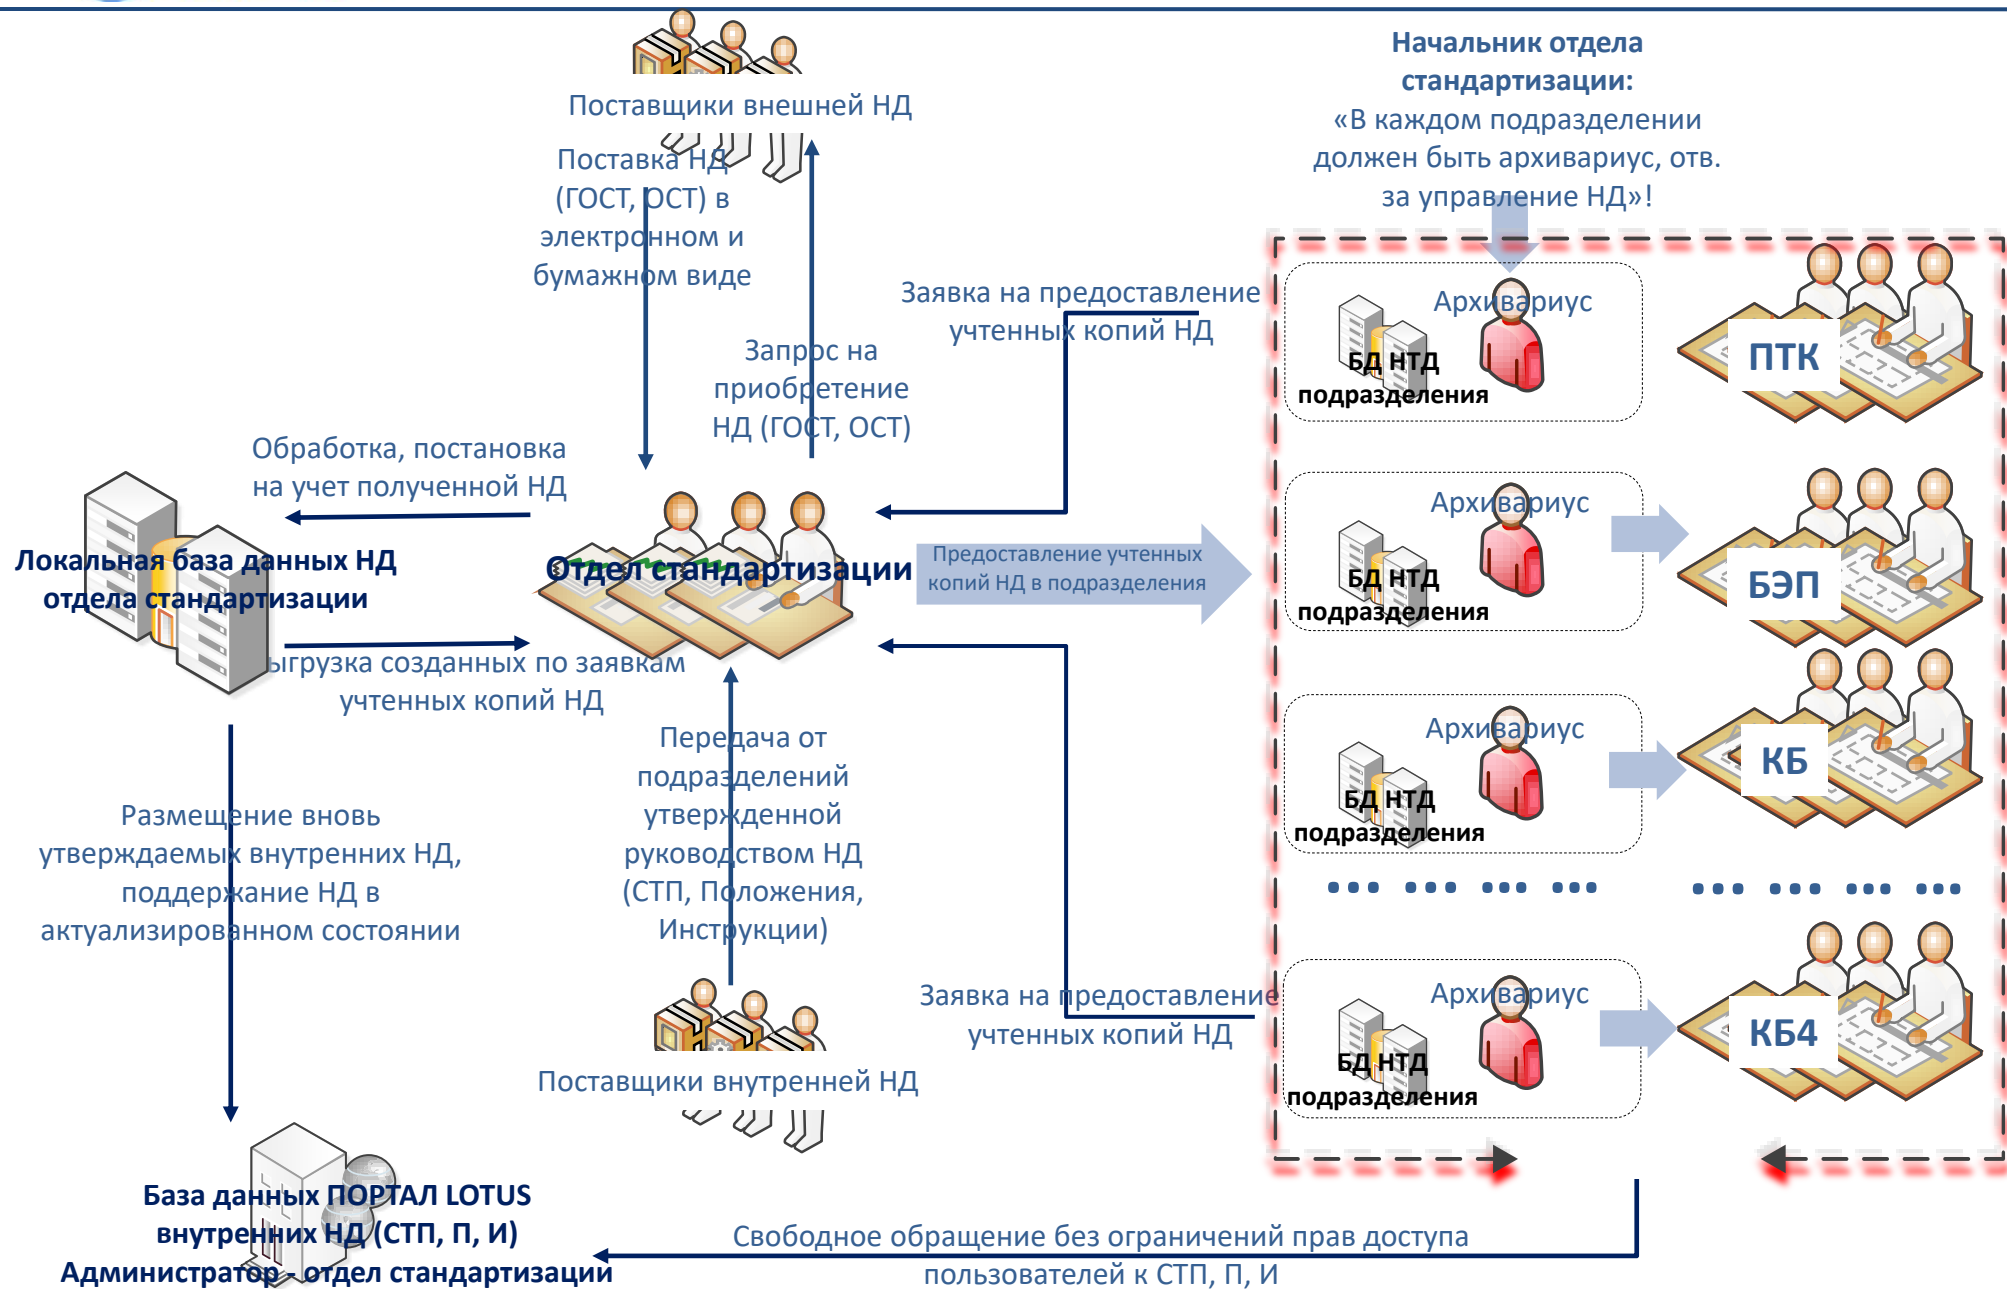 Поставщики внешней НД
Поставка НД
(ГОСТ, ОСТ) в
электронном и
бумажном виде
Запрос на
приобретение
НД (ГОСТ, ОСТ)
Начальник отдела
стандартизации:
«В каждом подразделении
должен быть архивариус, отв.
за управление НД»!
Заявка на предоставление
учтенных копий НД
Архивариус
БД НТД
подразделения
ПТК
Обработка, постановка
на учет полученной НД
Локальная база данных НД
отдела стандартизации
Отдел стандартизации
Предоставление учтенных
копий НД в подразделения
Архивариус
БД НТД
подразделения
БЭП
ыгрузка созданных по заявкам
учтенных копий НД
Передача от
подразделений
утвержденной
руководством НД
(СТП, Положения,
Инструкции)
Архивариус
БД НТД
подразделения
КБ
Размещение вновь
утверждаемых внутренних НД,
поддержание НД в
актуализированном состоянии
... ... ... ...
... ... ... ...
Заявка на предоставление
учтенных копий НД
Архивариус
БД НТД
подразделения
КБ4
Поставщики внутренней НД
База данных ПОРТАЛ LOTUS
внутренних НД (СТП, П, И)
Администратор - отдел стандартизации
Свободное обращение без ограничений прав доступа
пользователей к СТП, П, И